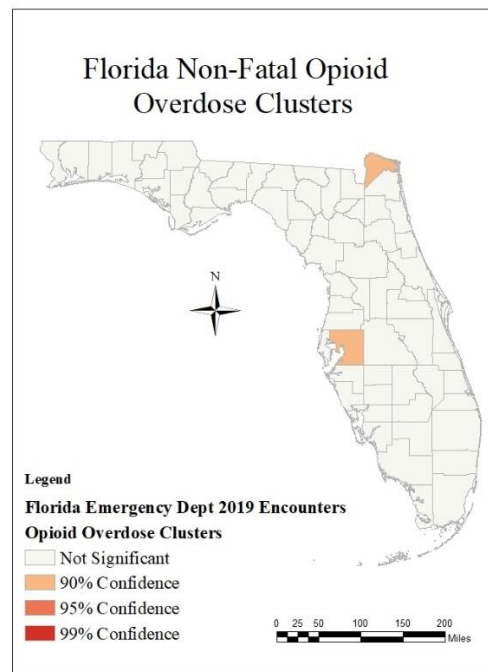 Florida Non-Fatal Opioid
Overdose Clusters
N
Legend
Florida Emergency Dept 2019 Encounters
Opioid Overdose Clusters
Not Significant
90% Confidence
95% Confidence
99% Confidence
0 25 50 100 150 200
Miles